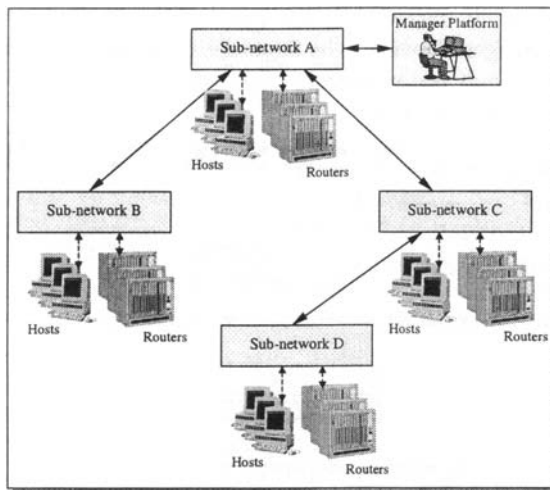 Manager Platform
Sub-network A
Hosts
Routers
Sub-network B
Sub-network C
Hosts
Routers
Hosts
Routers
Sub-network D
Hosts
Routers